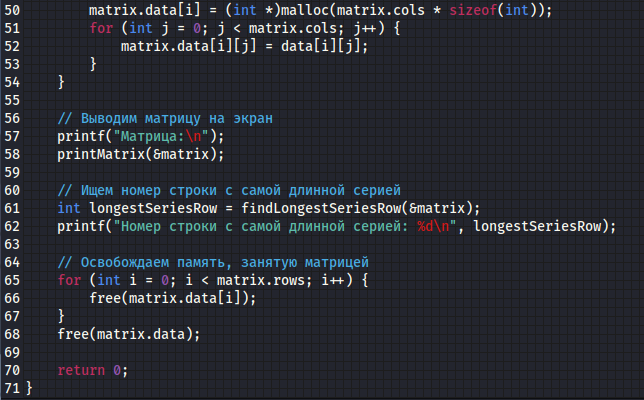 50        matrix.data[i] = (int *)malloc(matrix.cols * sizeof(int));
51        for (int j = 0; j < matrix.cols; j++) {
52            matrix.data[i][j] = data[i][j];
53        }
54    }
55
56    // Выводим матрицу на экран
57    printf("Матрица:\n");
58    printMatrix(&matrix);
59
60    // Ищем номер строки с самой длинной серией
61    int longestSeriesRow = findLongestSeriesRow(&matrix);
62    printf("Номер строки с самой длинной серией: %d\n", longestSeriesRow);
63
64    // Освобождаем память, занятую матрицей
65    for (int i = 0; i < matrix.rows; i++) {
66        free(matrix.data[i]);
67    }
68    free(matrix.data);
69
70    return 0;
71 }